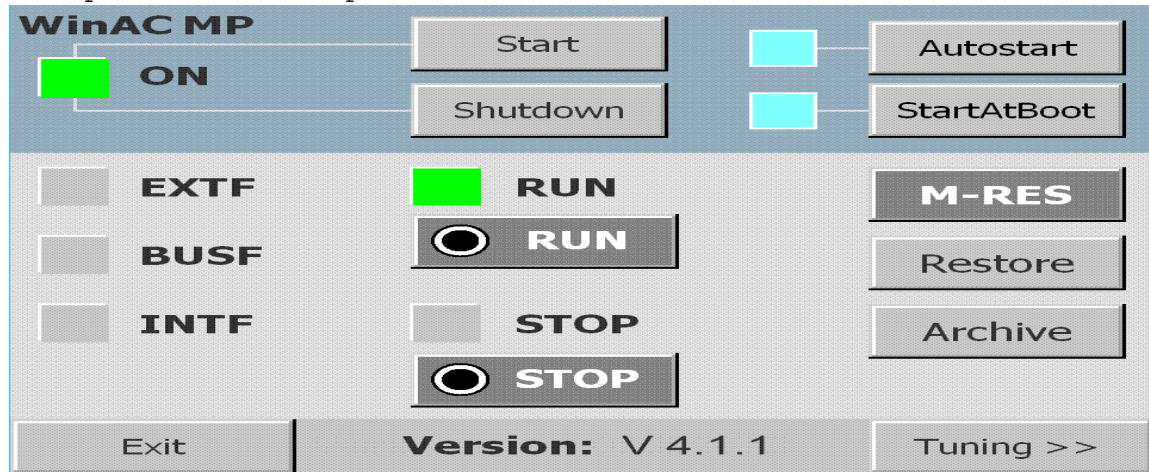 WinAC MP
ON
Start
Shutdown
Autostart
StartAtBoot
EXTF
BUSF
INTF
RUN
RUN
STOP
STOP
M-RES
Restore
Archive
Exit
Version: V 4.1.1
Tuning >>